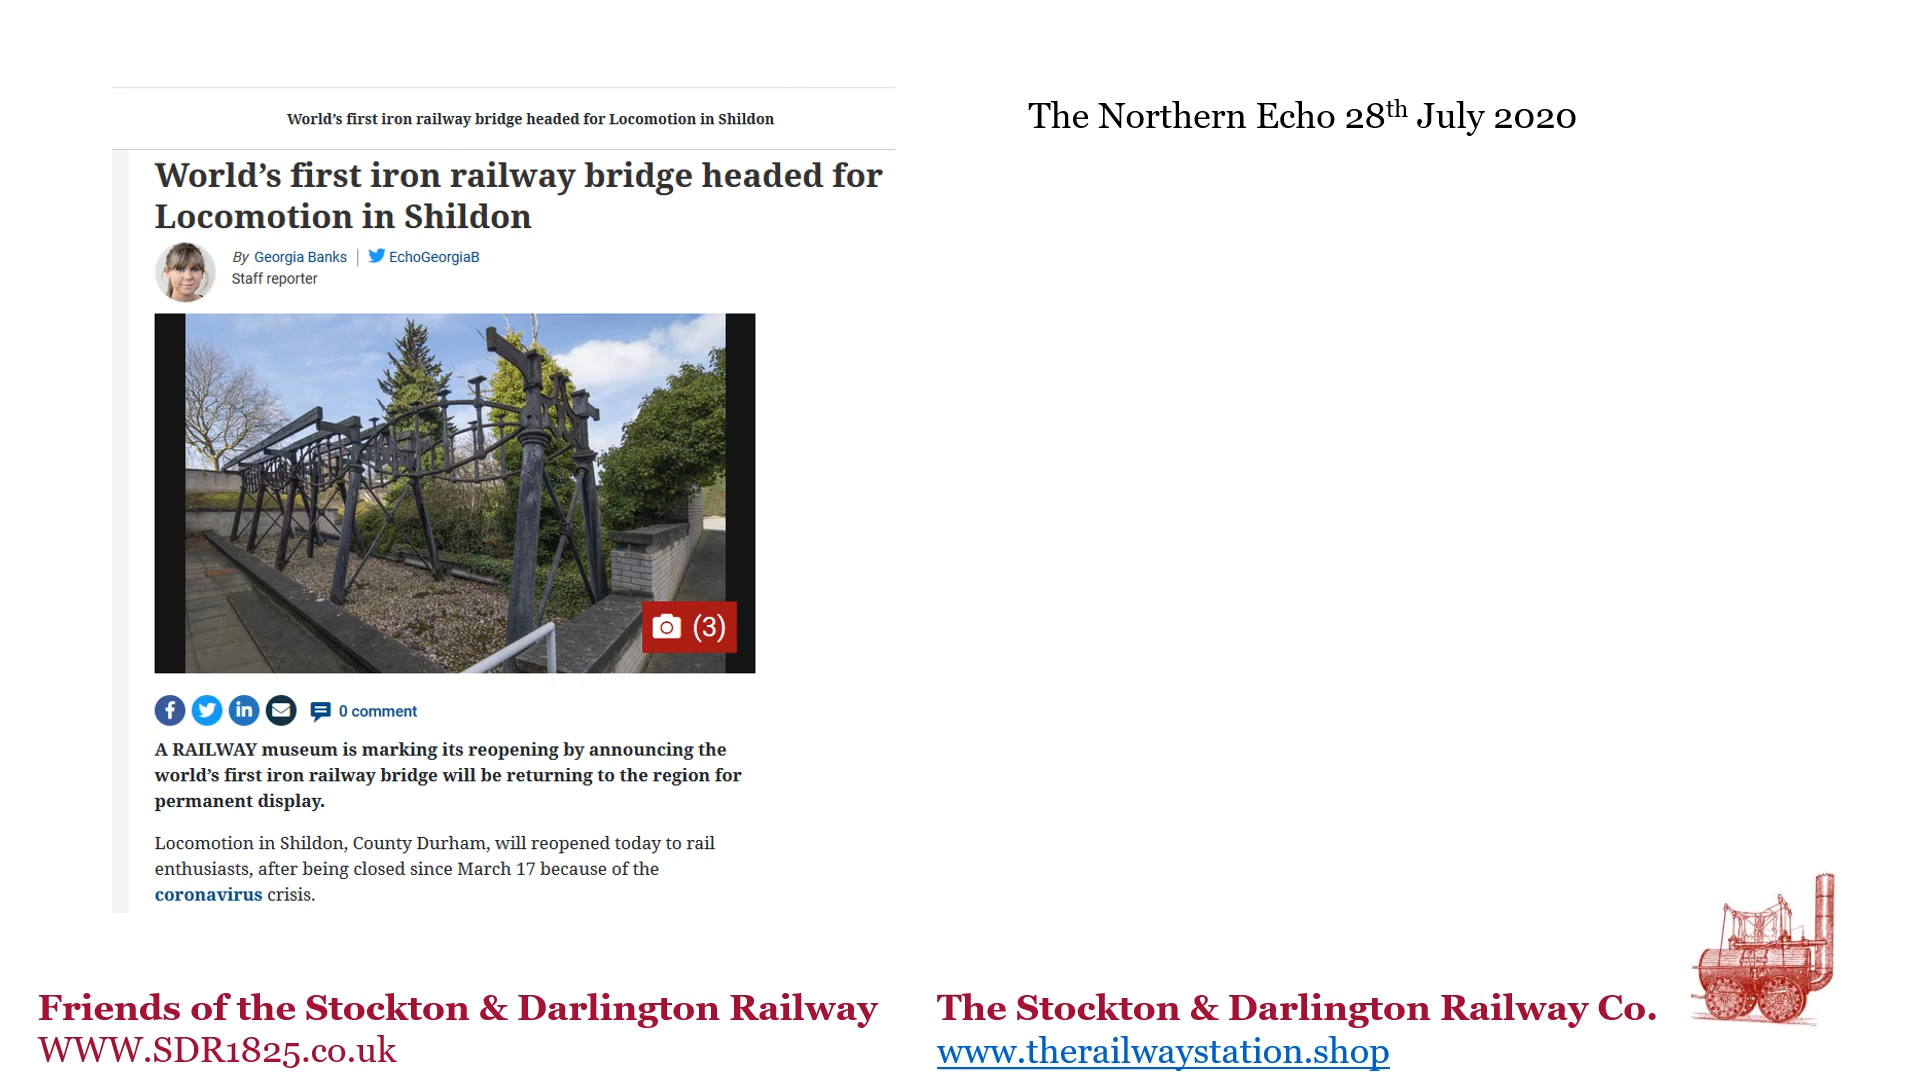 World’s first iron railway bridge headed for Locomotion in Shildon
World’s first iron railway bridge headed for
Locomotion in Shildon
By Georgia Banks | EchoGeorgiaB
Staff reporter
(3)
0 comment
A RAILWAY museum is marking its reopening by announcing the
world’s first iron railway bridge will be returning to the region for
permanent display.
Locomotion in Shildon, County Durham, will reopened today to rail
enthusiasts, after being closed since March 17 because of the
coronavirus crisis.
The Northern Echo 28th July 2020
Friends of the Stockton & Darlington Railway
WWW.SDR1825.co.uk
The Stockton & Darlington Railway Co.
www.therailwaystation.shop